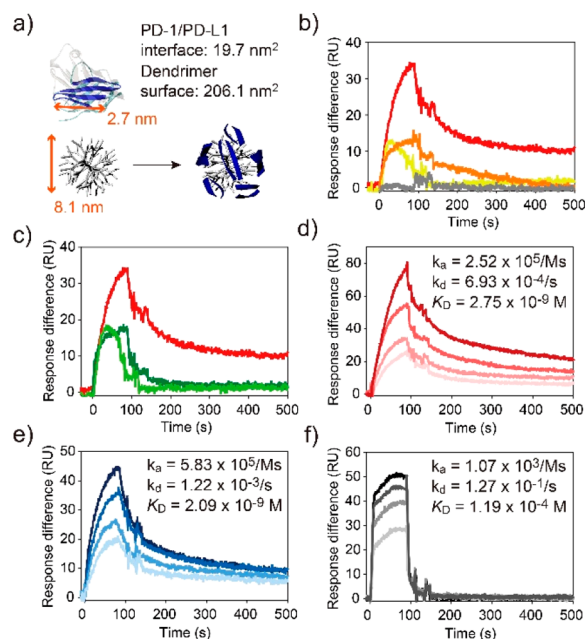 a)
PD-1/PD-L1
interface: 19.7 nm²
Dendrimer
surface: 206.1 nm²
2.7 nm
8.1 nm
b)
Response difference (RU)
40
30
20
10
0
0 100 200 300 400 500
Time (s)
c)
Response difference (RU)
40
30
20
10
0
0 100 200 300 400 500
Time (s)
d)
kₐ = 2.52 x 10⁵/Ms
k_d = 6.93 x 10⁻⁴/s
K_D = 2.75 x 10⁻⁹ M
Response difference (RU)
80
60
40
20
0
0 100 200 300 400 500
Time (s)
e)
kₐ = 5.83 x 10⁵/Ms
k_d = 1.22 x 10⁻³/s
K_D = 2.09 x 10⁻⁹ M
Response difference (RU)
60
50
40
30
20
10
0
0 100 200 300 400 500
Time (s)
f)
kₐ = 1.07 x 10³/Ms
k_d = 1.27 x 10⁻¹/s
K_D = 1.19 x 10⁻⁴ M
Response difference (RU)
60
50
40
30
20
10
0
0 100 200 300 400 500
Time (s)